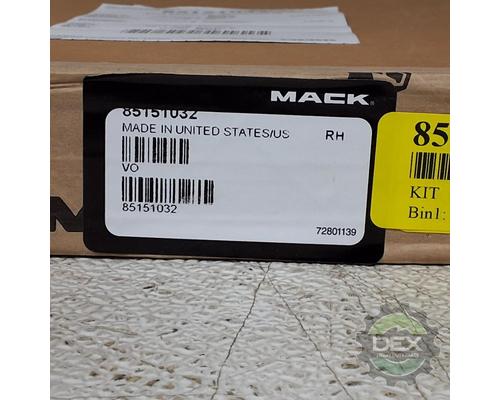 MACK
85151032
MADE IN UNITED STATES/US RH
VO
85151032
72801139
85
KIT
Bin1:
DEX